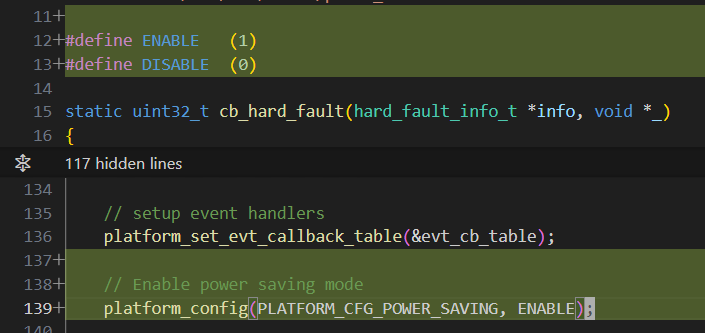 11+
12+#define ENABLE   (1)
13+#define DISABLE  (0)
14
15 static uint32_t cb_hard_fault(hard_fault_info_t *info, void *_)
16 {
117 hidden lines
134
135     // setup event handlers
136     platform_set_evt_callback_table(&evt_cb_table);
137+
138+    // Enable power saving mode
139+    platform_config(PLATFORM_CFG_POWER_SAVING, ENABLE);
140